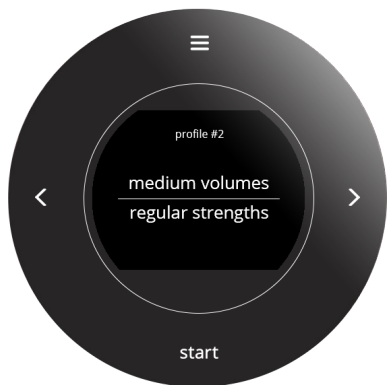 profile #2
medium volumes
regular strengths
start